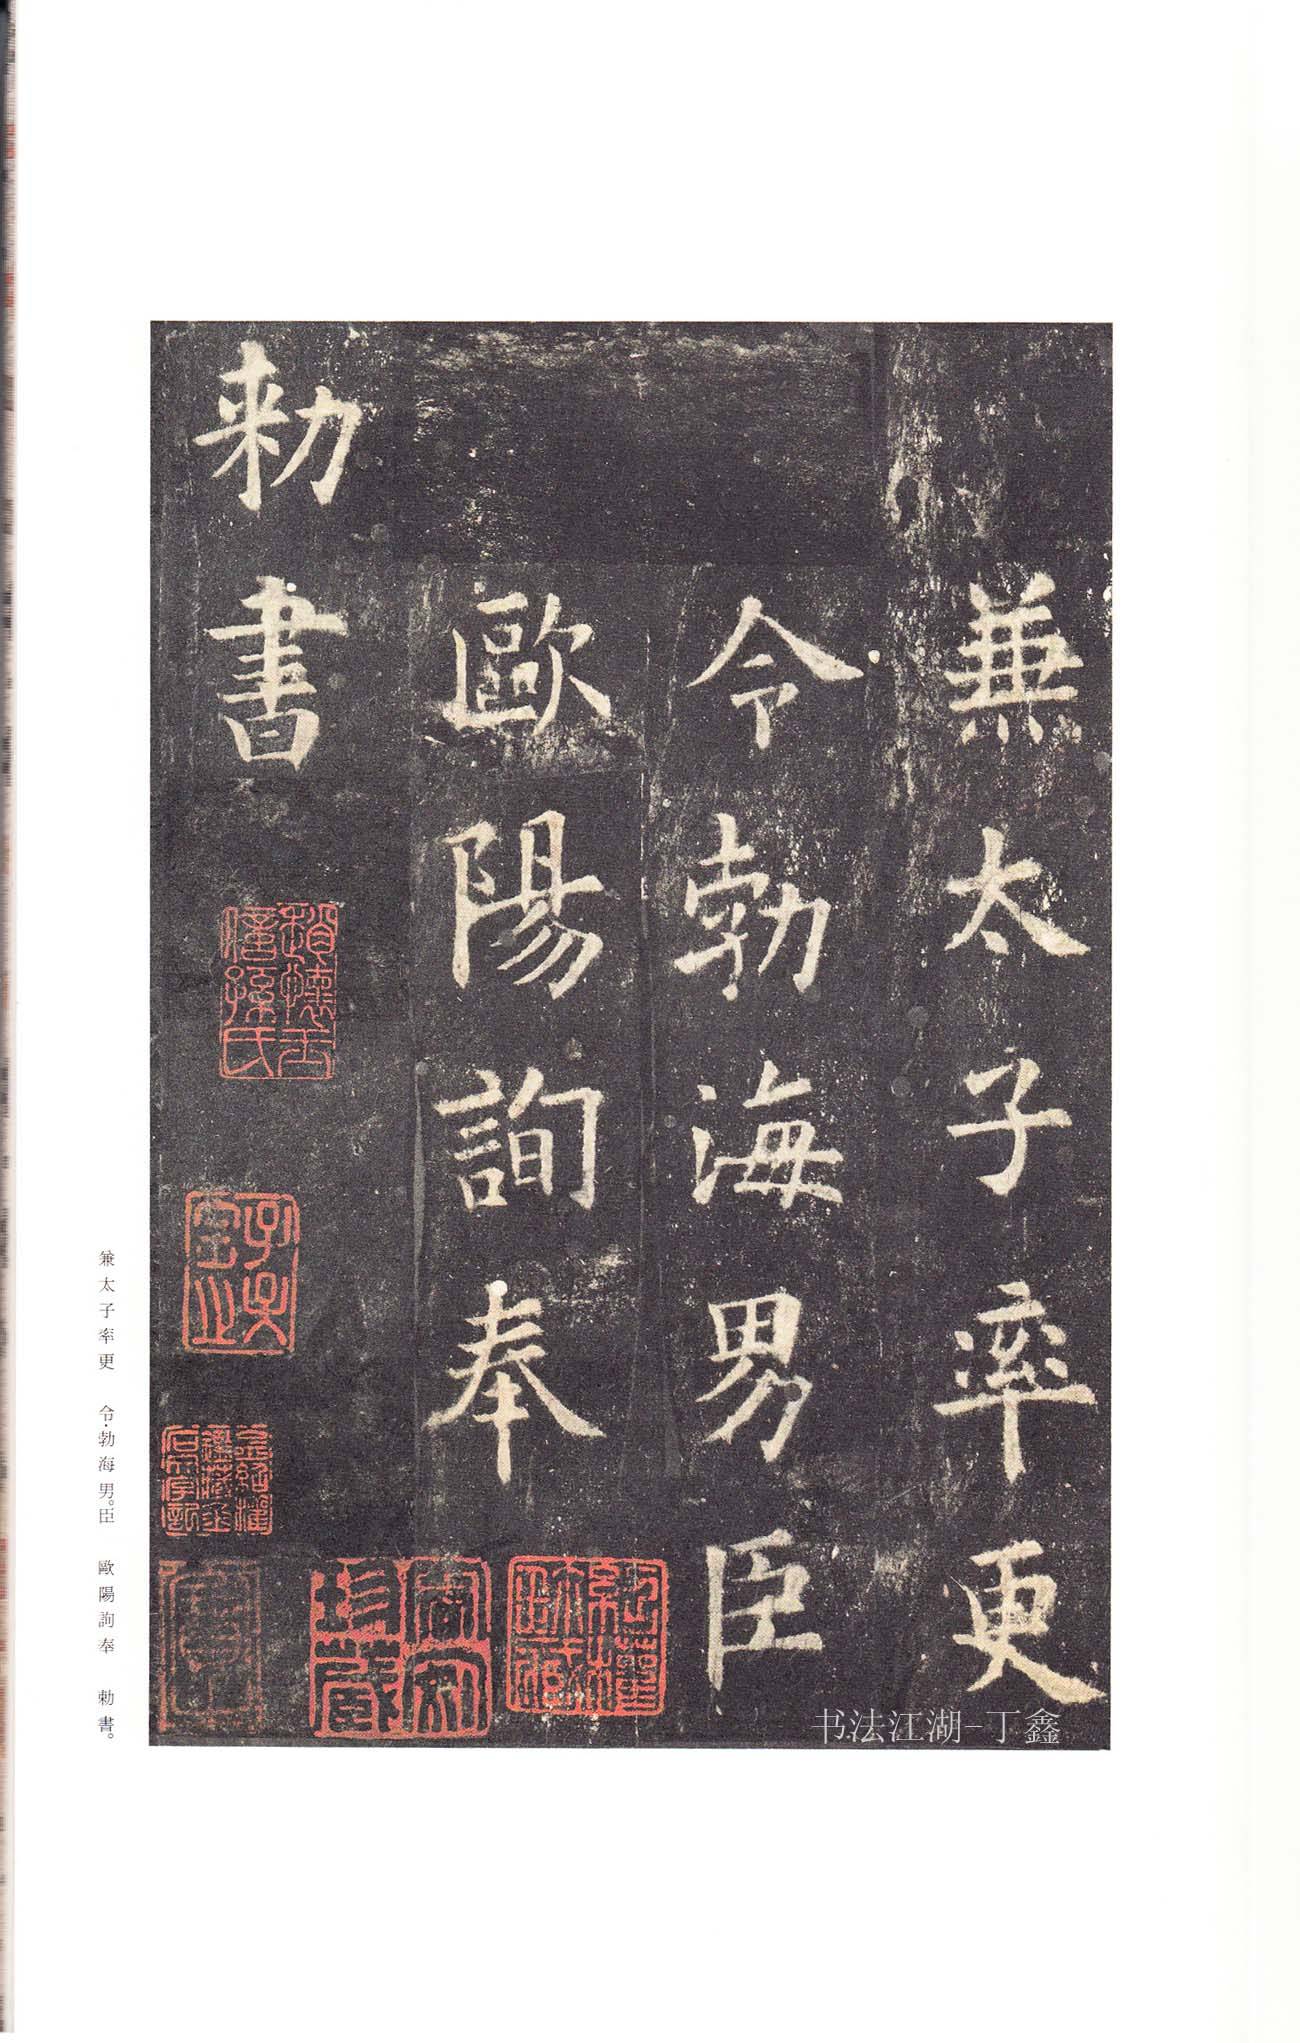 兼太子率更
令勃海男臣
歐陽詢奉
勅書
兼太子率更　令·勃海男。臣　歐陽詢奉　勅書。
书法江湖-丁鑫